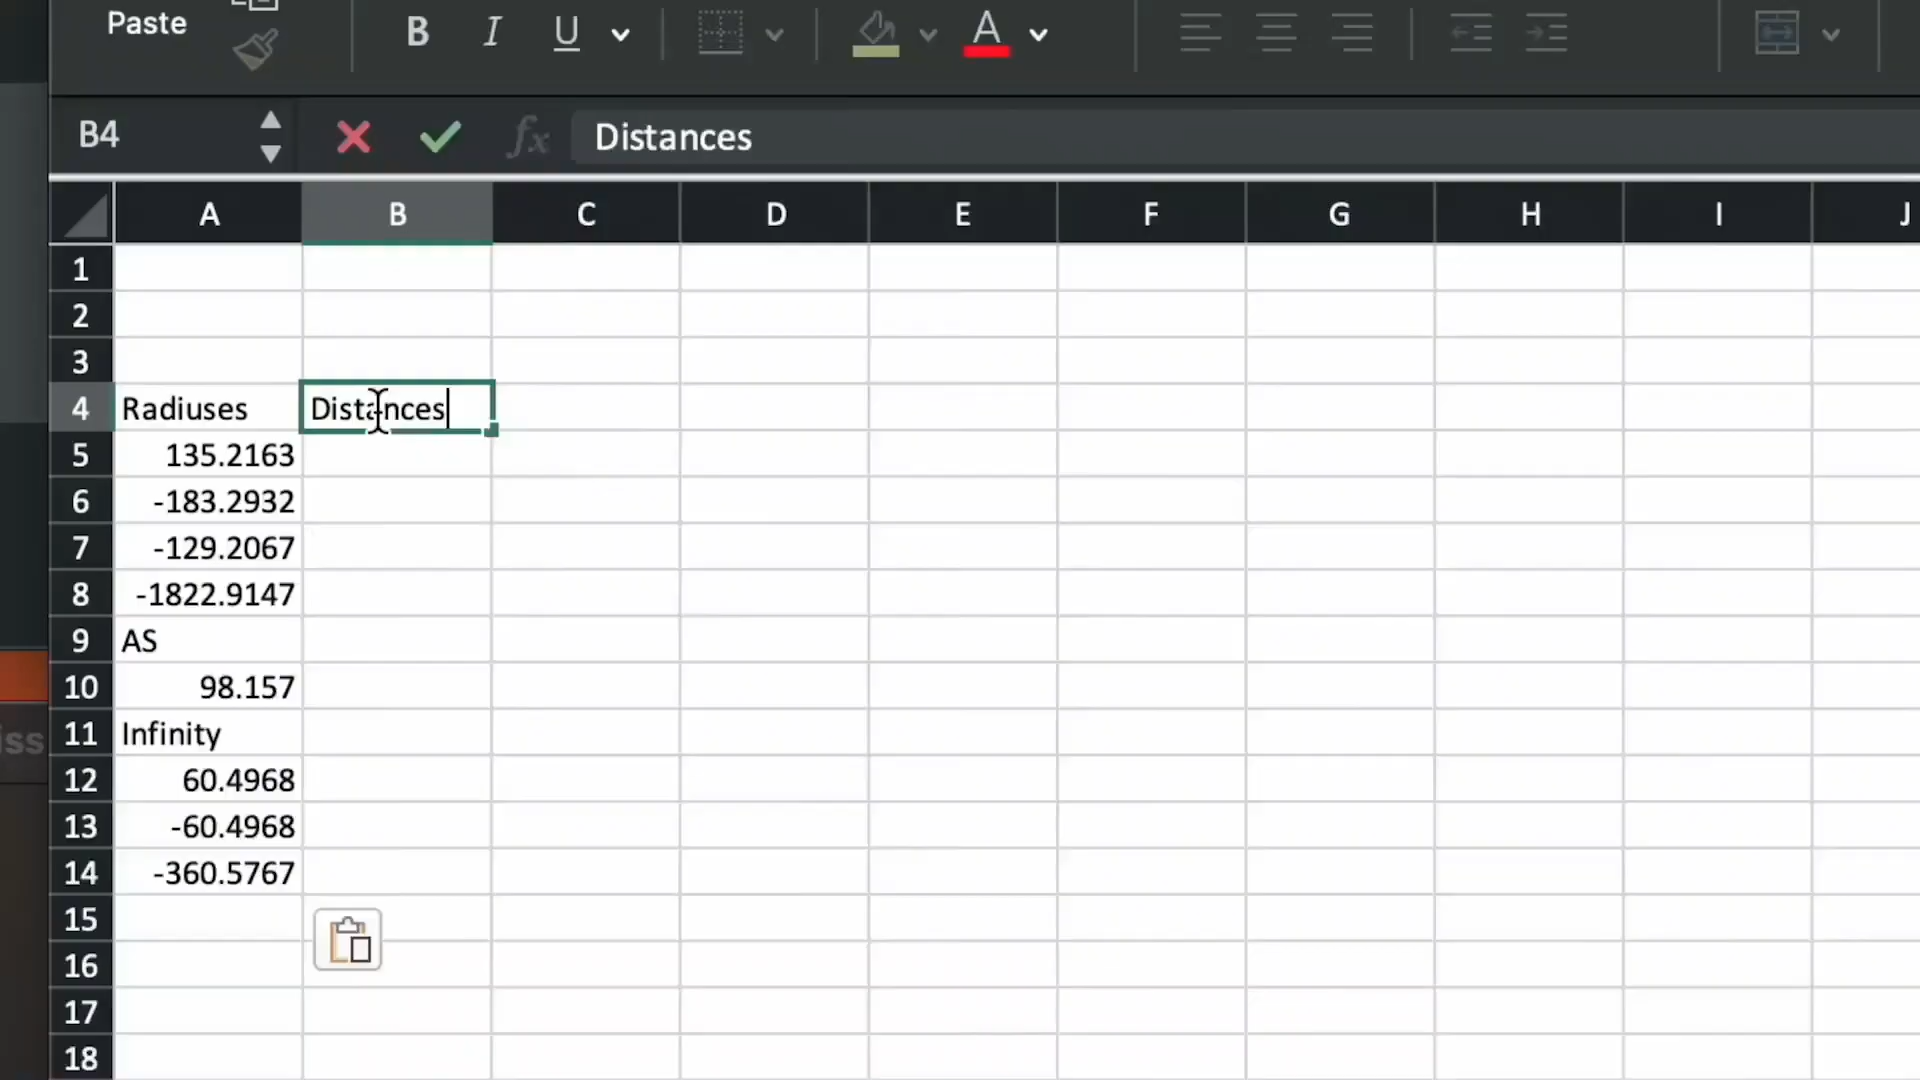 Paste
B I U A
B4 fx Distances
A B C D E F G H I J
1
2
3
4 Radiuses Distances
5 135.2163
6 -183.2932
7 -129.2067
8 -1822.9147
9 AS
10 98.157
11 Infinity
12 60.4968
13 -60.4968
14 -360.5767
15
16
17
18
iss